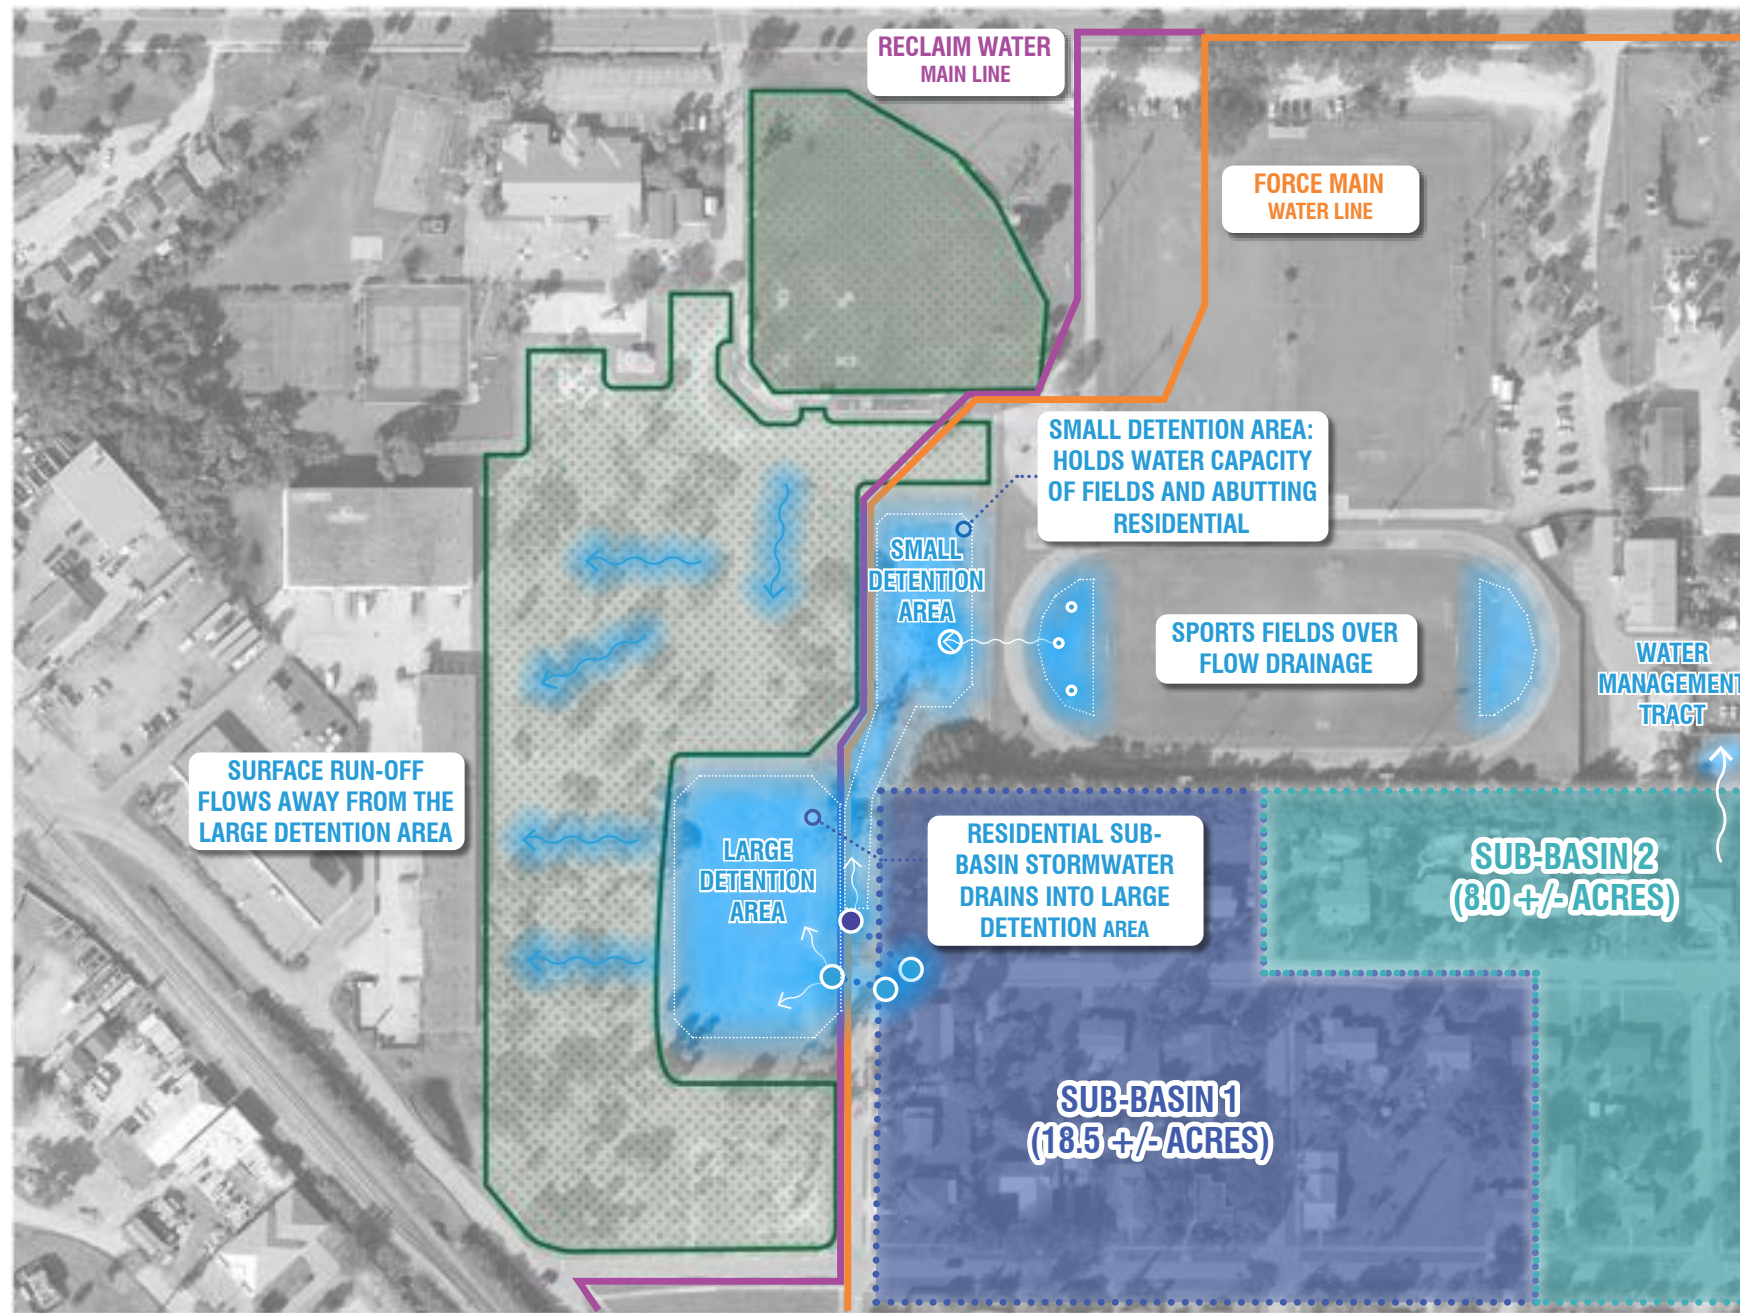 RECLAIM WATER
MAIN LINE
FORCE MAIN
WATER LINE
SMALL DETENTION AREA:
HOLDS WATER CAPACITY
OF FIELDS AND ABUTTING
RESIDENTIAL
SMALL
DETENTION
AREA
SPORTS FIELDS OVER
FLOW DRAINAGE
WATER
MANAGEMENT
TRACT
SURFACE RUN-OFF
FLOWS AWAY FROM THE
LARGE DETENTION AREA
LARGE
DETENTION
AREA
RESIDENTIAL SUB-
BASIN STORMWATER
DRAINS INTO LARGE
DETENTION AREA
SUB-BASIN 2
(8.0 +/- ACRES)
SUB-BASIN 1
(18.5 +/- ACRES)